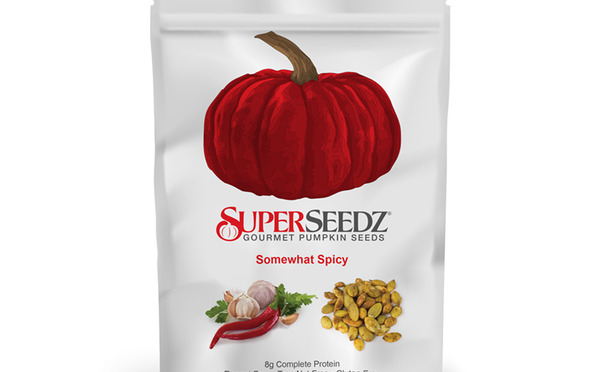 SUPERSEEDZ®
GOURMET PUMPKIN SEEDS
Somewhat Spicy
8g Complete Protein